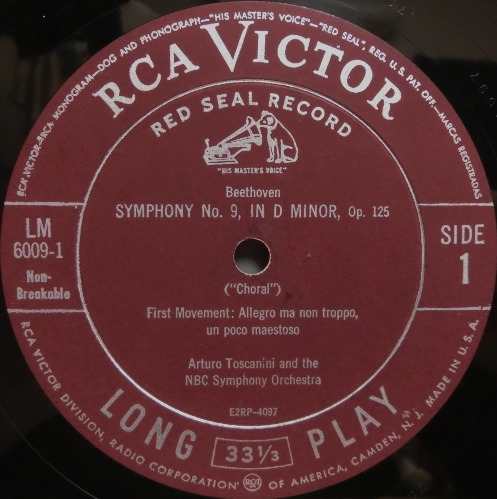 RCA VICTOR-RCA MONOGRAM—DOG AND PHONOGRAPH—"HIS MASTER'S VOICE"—"RED SEAL", REG. U. S. PAT. OFF.—MARCAS REGISTRADAS
RCA VICTOR
RED SEAL RECORD
"HIS MASTER'S VOICE"
Beethoven
SYMPHONY No. 9, IN D MINOR, Op. 125
LM
6009-1
Non-
Breakable
SIDE
1
("Choral")
First Movement: Allegro ma non troppo,
un poco maestoso
Arturo Toscanini and the
NBC Symphony Orchestra
E2RP-4097
LONG 33 1/3 PLAY
RCA VICTOR DIVISION, RADIO CORPORATION RCA OF AMERICA, CAMDEN, N. J. MADE IN U.S.A.